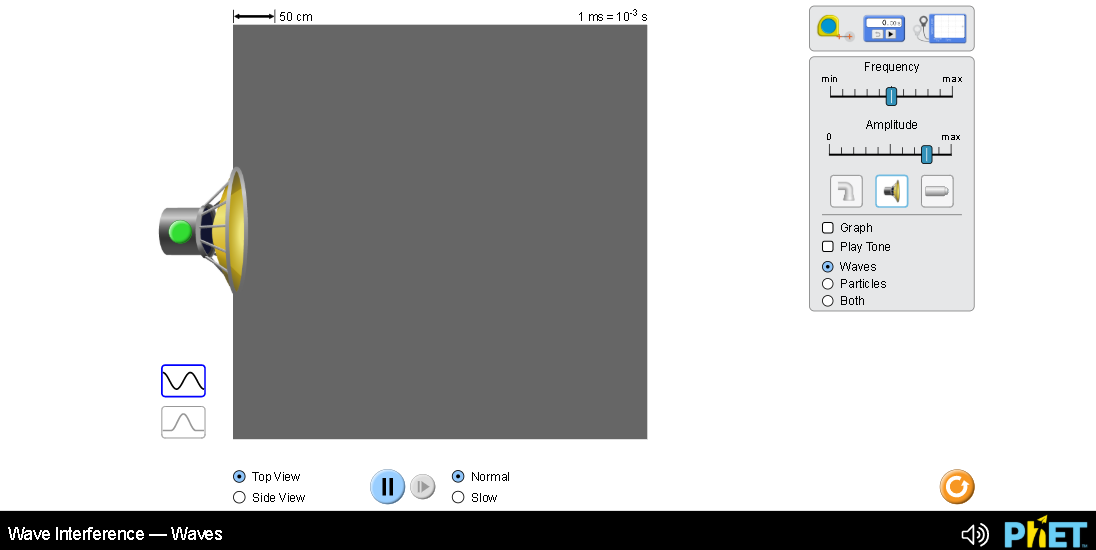 50 cm
1 ms = 10⁻³ s
Frequency
min
max
Amplitude
0
max
Graph
Play Tone
Waves
Particles
Both
Top View
Side View
Normal
Slow
Wave Interference — Waves
PhET